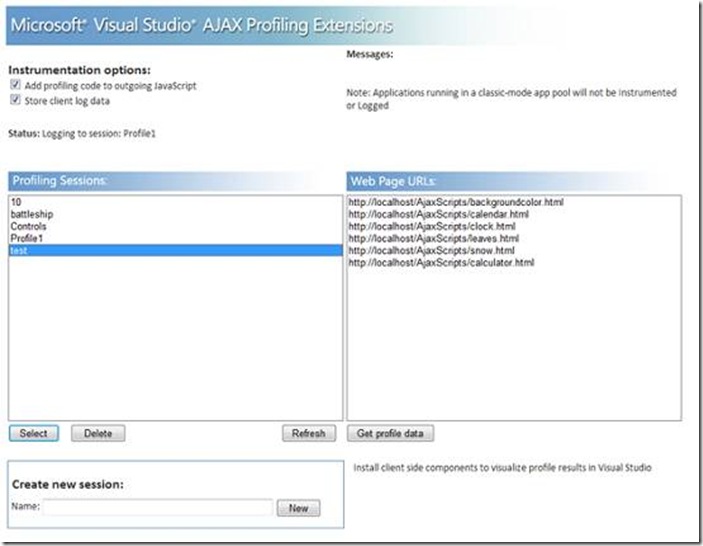 Microsoft® Visual Studio® AJAX Profiling Extensions
Instrumentation options:
Add profiling code to outgoing JavaScript
Store client log data
Status: Logging to session: Profile1
Messages:
Note: Applications running in a classic-mode app pool will not be Instrumented
or Logged
Profiling Sessions:
10
battleship
Controls
Profile1
test
Select
Delete
Refresh
Web Page URLs:
http://localhost/AjaxScripts/backgroundcolor.html
http://localhost/AjaxScripts/calendar.html
http://localhost/AjaxScripts/clock.html
http://localhost/AjaxScripts/leaves.html
http://localhost/AjaxScripts/snow.html
http://localhost/AjaxScripts/calculator.html
Get profile data
Create new session:
Name:
New
Install client side components to visualize profile results in Visual Studio